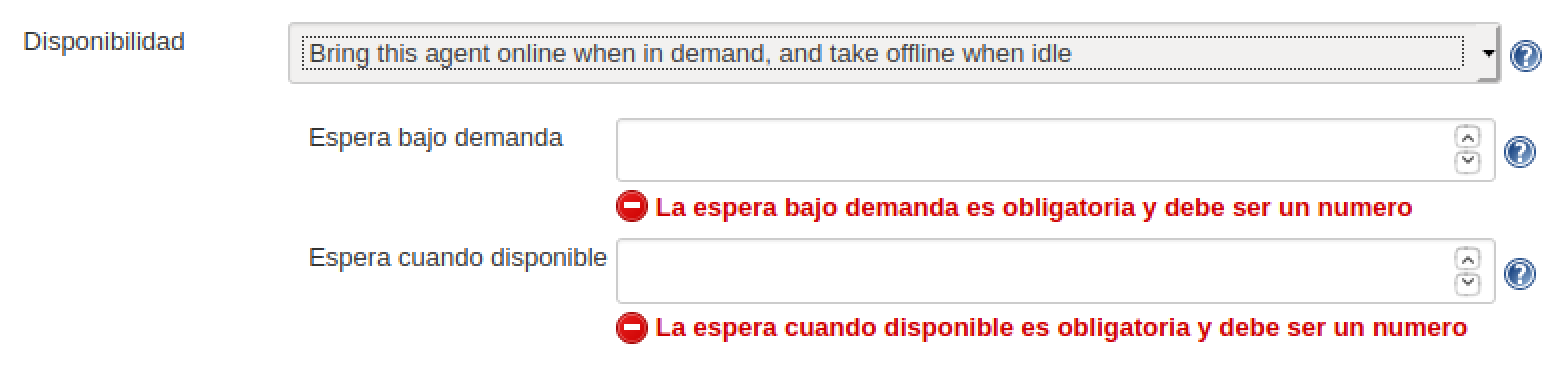 Disponibilidad
Bring this agent online when in demand, and take offline when idle
Espera bajo demanda
La espera bajo demanda es obligatoria y debe ser un numero
Espera cuando disponible
La espera cuando disponible es obligatoria y debe ser un numero